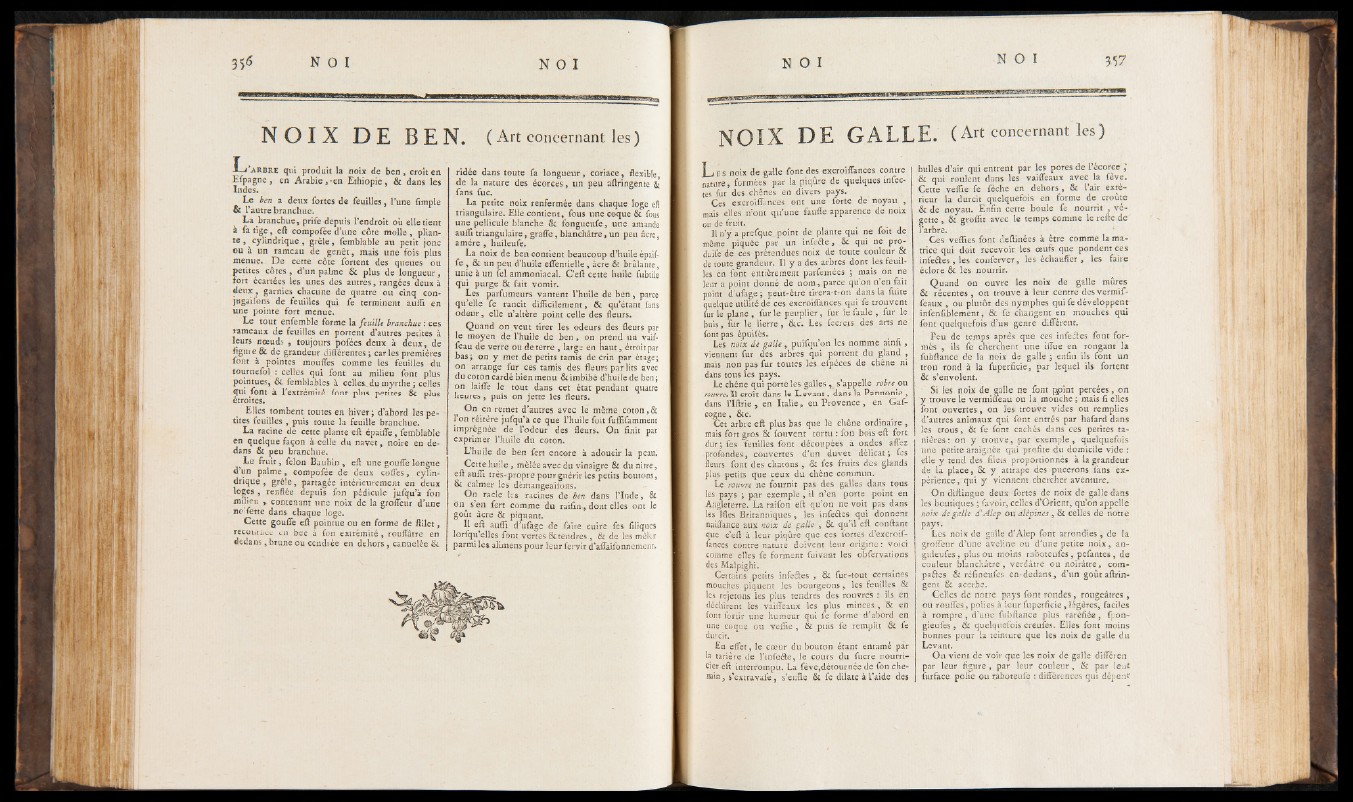 356 NOI NOI
NOIX DE BEN. (Art concernant les)
L'ARBRE qui produit la noix de ben, croît en
Espagne, en Arabie, en Ethiopie, & dans les
Indes.
Le ben a deux sortes de feuilles, l'une simple
& l'autre branchue.
La branchue, prise depuis l'endroit où elle tient
à sa tige, est composée d'une côte molle, plian-
te, cylindrique, grêle, semblable au petit jonc
ou à un rameau de genêt, mais une fois plus
menue. De cette côte sortent des queues ou
petites côtes, d'un palme & plus de longueur,
fort écartées les unes des autres, rangées deux à
deux, garnies chacune de quatre ou cinq con-
jugaisons de feuilles qui se terminent aussi en
une pointe fort menue.
Le tout ensemble forme la feuille branchue : ces
rameaux de feuilles en portent d'autres petites à
leurs nœuds, toujours posées deux à deux, de
figure & de grandeur différentes ; car les premières
sont à pointes mousses comme les feuilles du
tournesol : celles qui sont au milieu sont plus
pointues, & semblables à celles du myrthe ; celles
qui sont à l'extrémité sont plus petites & plus
étroites.
Elles tombent toutes en hiver ; d'abord les pe-
tites feuilles, puis toute la feuille branchue.
La racine de cette plante est épaisse, semblable
en quelque façon à celle du navet, noire en de-
dans & peu branchue.
Le fruit, selon Bauhin, est une gousse longue
d'un palme, composée de deux cosses, cylin-
drique, grêle, partagée intérieurement en deux
loges, renflée depuis son pédicule jusqu'à son
milieu, contenant une noix de la grosseur d'une
nefette dans chaque loge.
Cette gousse est pointue ou en forme de filet,
recourbée en bec à son extrêmité, roussâtre en
dedans, brune ou cendrée en dehors, canuelée &
ridée dans toute sa longueur, coriace, flexible,
de la nature des écorces, un peu astringente &
sans suc.
La petite noix renfermée dans chaque loge est
triangulaire. Elle contient, sous une coque & sous
une pellicule blanche & fongueuse, une amande
aussi triangulaire, grasse, blanchâtre, un peu âcre,
amère, huileuse.
La noix de ben contient beaucoup d'huile épais-
se, & un peu d'huile essentielle, âcre & brûlante,
unie à un sel ammoniacal. C'est cette huile subtile
qui purge & fait vomir.
Les parfumeurs vantent l'huile de ben, parce
qu'elle se rancit difficilement, & qu'étant sans
odeur, elle n'altère point celle des fleurs.
Quand on veut tirer les odeurs des fleurs par
le moyen de l'huile de ben, on prend un vais-
seau de verre ou de terre, large en haut, étroit par
bas ; on y met de petits tamis de crin par étage ;
on arrange sur ces tamis des fleurs par lits avec
du coton cardé bien menu & imbibé d'huile de ben ;
on laisse le tout dans cet état pendant quatre
heures, puis on jette les fleurs.
On en remet d'autres avec le même coton, &
l'on réitère jusqu'à ce que l'huile soit suffisamment
imprégnée de l'odeur des fleurs. On finit par
exprimer l'huile du coton.
L'huile de ben sert encore à adoucir la peau.
Cette huile, mêlée avec du vinaigre & du nitre,
est aussi très-propre pour guérir les petits boutons,
& calmer les démangeaisons.
On racle les racines de ben dans l'Inde, &
on s'en sert comme du raifin, dont elles ont le
goût âcre & piquant.
Il est aussi d'usage de faire cuire ses siliques
lorsqu'elles sont vertes & tendres, & de les mêler
parmi les alimens pour leur servir d'assaisonnement.
NOI NOI 357
NOIX DE GALLE. (Art concernant les)
LES noix de galle sont des excroissances contre
nature, formées par la piqûre de quelques insec-
tes sur des chênes en divers pays.
Ces excroissances ont une sorte de noyau,
mais elles n'ont qu'une fausse apparence de noix
ou de fruit.
Il n'y a presque point de plante qui ne soit de
même piquée par un insecte, & qui ne pro-
duise de ces prétendues noix de toute couleur &
de toute grandeur. Il y a des arbres dont les feuil-
les en sont entièrement parsemées ; mais on ne
leur a point donné de nom, parce qu'on n'en fait
point d'usage ; peut-être tirera-t-on dans la suite
quelque utilité de ces excroissances qui se trouvent
sur le plane, sur le peuplier, sur le saule, sur le
buis, sur le lierre, &c. Les secrets des arts ne
sont pas épuisés.
Les noix de galle, puisqu'on les nomme ainsi,
viennent sur des arbres qui portent du gland,
mais non pas sur toutes les espèces de chêne ni
dans tous les pays.
Le chêne qui porte les galles, s'appelle robre ou
rouvre. Il croît dans le Levant, dans la Pannonie,
dans l'Istrie, en Italie, en Provence, en Gas-
cogne, &c.
Cet arbre est plus bas que le chêne ordinaire,
mais fort gros & souvent tortu : son bois est fort
dur ; ses feuilles sont découpées à ondes assez
profondes, couvertes d'un duvet délicat ; ses
fleurs sont des chatons, & ses fruits des glands
plus petits que ceux du chêne commun.
Le rouvre ne fournit pas des galles dans tous
les pays ; par exemple, il n'en porte point en
Angleterre. La raison est qu'on ne voit pas dans
les Isles Britanniques, les insectes qui donnent
naissance aux noix de galle, & qu'il est constant
que c'est à leur piqûre que ces sortes d'excrois-
sances contre nature doivent leur origine : voici
comme elles se forment suivant les observations
des Malpighi.
Certains petits insectes, & sur-tout certaines
mouches piquent les bourgeons, les feuilles &
les rejetons les plus tendres des rouvres : ils en
déchirent les vaisseaux les plus minces, & en
font sortir une humeur qui se forme d'abord en
une coque ou vessie, & puis se remplit & se
durcit.
En effet, le cœur du bouton étant entamé par
la tarière de l'insecte, le cours du sucre nourri-
cier est interrompu. La sève, détournée de son che-
min, s'extravase, s'enfle & se dilate à l'aide des
bulles d'air qui entrent par les pores de l'écorce ;
& qui roulent dans les vaisseaux avec la sève.
Cette vessie se sèche en dehors, & l'air exté-
rieur la durcit quelquefois en forme de croûte
& de noyau. Enfin cette boule se nourrit, vé-
gette, & grossit avec le temps comme le reste de
l'arbre.
Ces vessies sont destinées à être comme la ma-
trice qui doit recevoir les œufs que pondent ces
insectes, les conserver, les échauffer, les faire
éclore & les nourrir.
Quand on ouvre les noix de galle mûres
& récentes, on trouve à leur centre des vermis-
seaux, ou plutôt des nymphes qui se développent
insensiblement, & se changent en mouches qui
sont quelquefois d'un genre différent.
Peu de temps après que ces insectes sont for-
més, ils se cherchent une issue en rongeant la
substance de la noix de galle ; enfin ils font un
trou rond à la superficie, par lequel ils sortent
& s'envolent.
Si les noix de galle ne sont point percées, on
y trouve le vermisseau ou la mouche ; mais si elles
sont ouvertes, on les trouve vides ou remplies
d'autres animaux qui sont entrés par hasard dans
les trous, & se sont cachés dans ces petites ta-
nières : on y trouve, par exemple, quelquefois
une petite araignée qui profite du domicile vide :
elle y tend des filets proportionnés à la grandeur
de la place, & y attrape des pucerons sans ex-
périence, qui y viennent chercher aventure.
On distingue deux sortes de noix de galle dans
les boutiques ; savoir, celles d'Orient, qu'on appelle
noix de galle d'Alep ou alépines, & celles de notre
pays.
Les noix de galle d'Alep sont arrondies, de la
grosseur d'une aveline ou d'une petite noix, an-
guleuses, plus ou moins raboteuses, pesantes, de
couleur blanchâtre, verdâtre ou noirâtre, com-
pactes & résineuses en-dedans, d'un goût astrin-
gent & acerbe.
Celles de notre pays sont rondes, rougeâtres,
ou rousses, polies à leur superficie, légères, faciles
à rompre, d'une substance plus raréfiée, spon-
gieuses, & quelquefois creuses. Elles sont moins
bonnes pour la teinture que les noix de galle du
Levant.
On vient de voir que les noix de galle diffèren
par leur figure, par leur couleur, & par leur
surface polie ou raboteuse : différences qui dépen